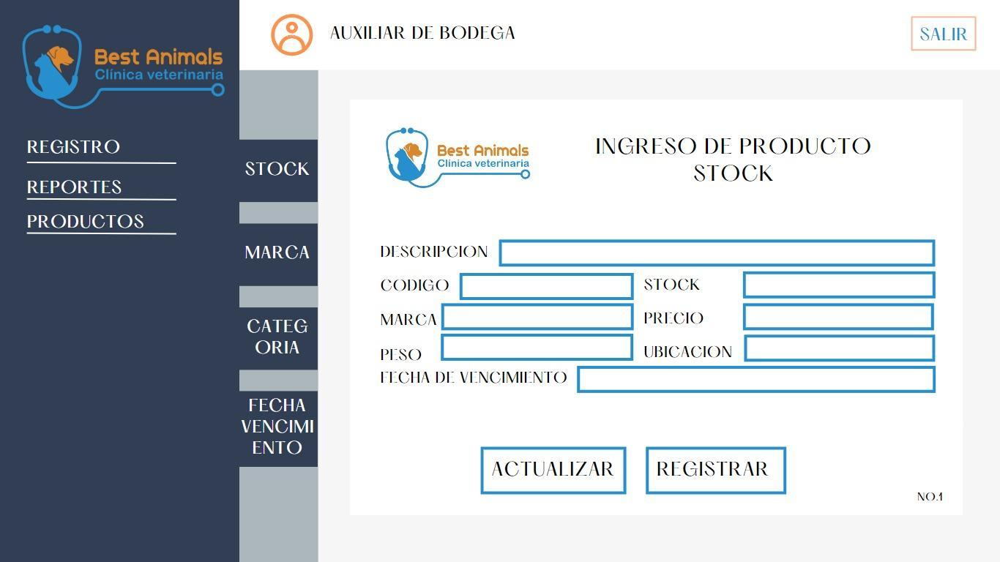 Best Animals
Clínica veterinaria
REGISTRO
REPORTES
PRODUCTOS
AUXILIAR DE BODEGA
SALIR
STOCK
MARCA
CATEG
ORIA
FECHA
VENCIMI
ENTO
Best Animals
Clínica veterinaria
INGRESO DE PRODUCTO
STOCK
DESCRIPCION
CODIGO
STOCK
MARCA
PRECIO
PESO
UBICACION
FECHA DE VENCIMIENTO
ACTUALIZAR
REGISTRAR
NO.1